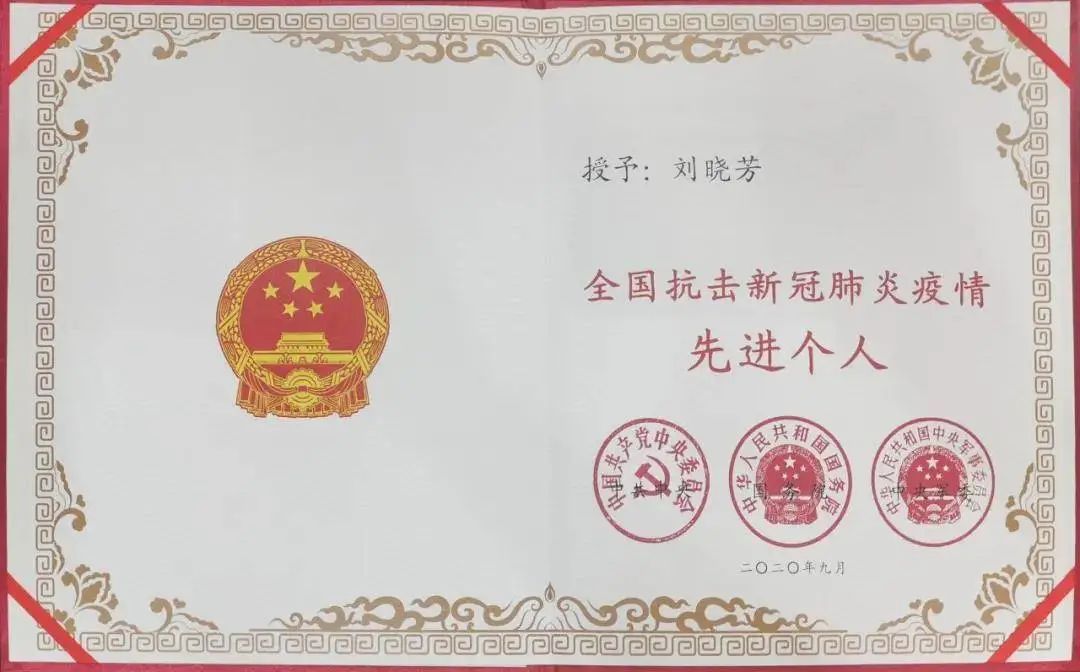 授予：刘晓芳
全国抗击新冠肺炎疫情
先进个人
中国共产党中央委员会
中共中央
中华人民共和国国务院
国务院
中华人民共和国中央军事委员会
中央军委
二〇二〇年九月